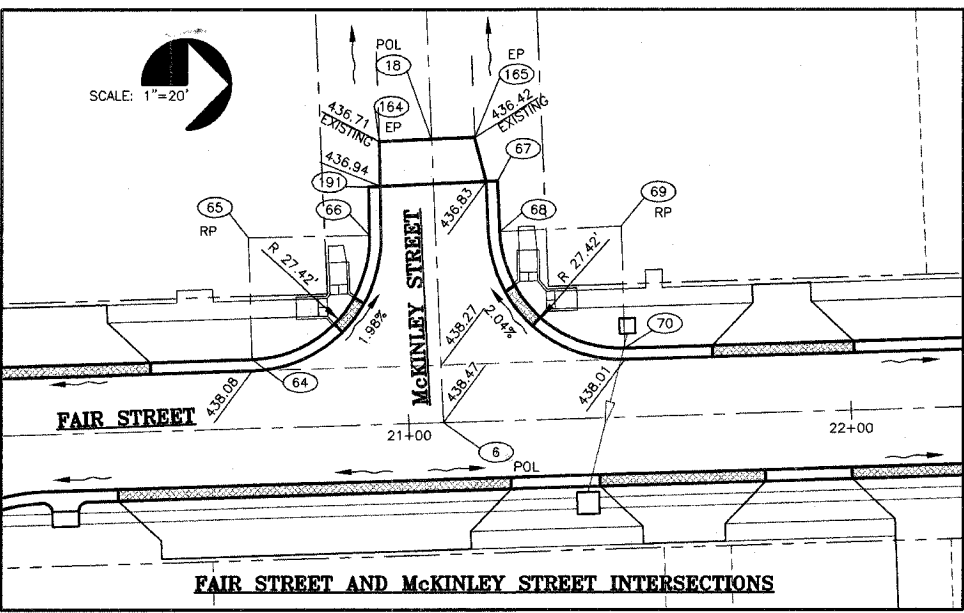 POL
18
EP
165
SCALE: 1"=20'
436.71
EXISTING
164
EP
436.42
EXISTING
436.94
67
191
65
RP
66
436.83
68
69
RP
R 27.42'
R 27.42'
McKINLEY STREET
1.98%
438.27
2.04%
70
64
438.08
438.47
438.01
FAIR STREET
21+00
22+00
6
POL
FAIR STREET AND McKINLEY STREET INTERSECTIONS